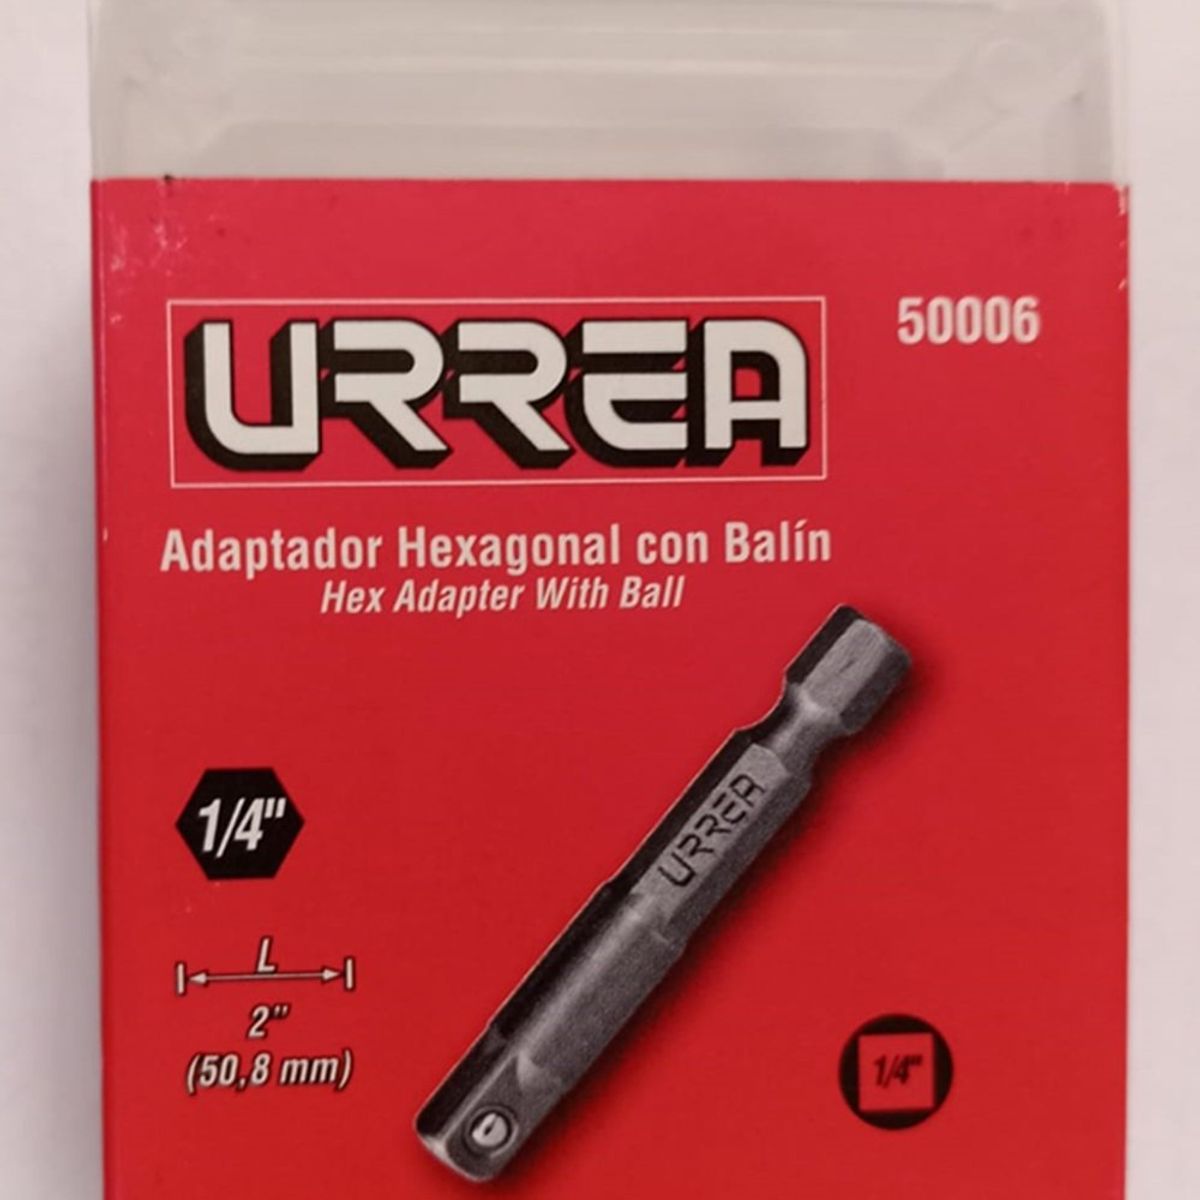 URREA
50006
Adaptador Hexagonal con Balín
Hex Adapter With Ball
1/4"
URREA
L
2"
(50,8 mm)
1/4"